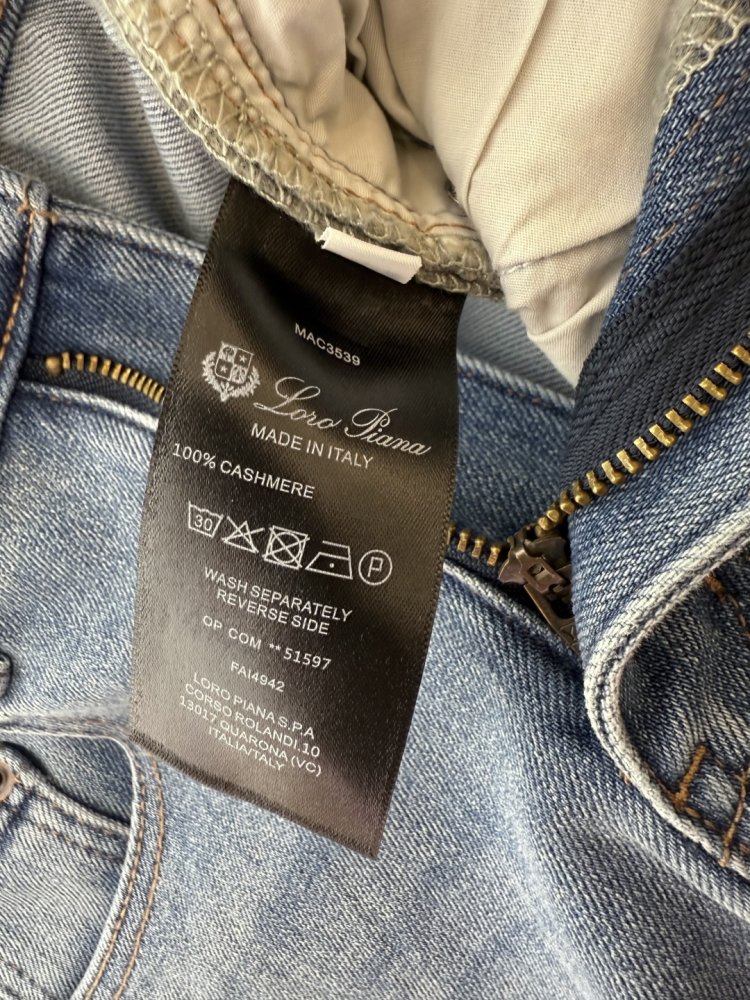 MAC3539
Loro Piana
MADE IN ITALY
100% CASHMERE
30 P
WASH SEPARATELY
REVERSE SIDE
OP COM **51597
FAI4942
LORO PIANA S.P.A
CORSO ROLANDI.10
13017 QUARONA (VC)
ITALIA/ITALY